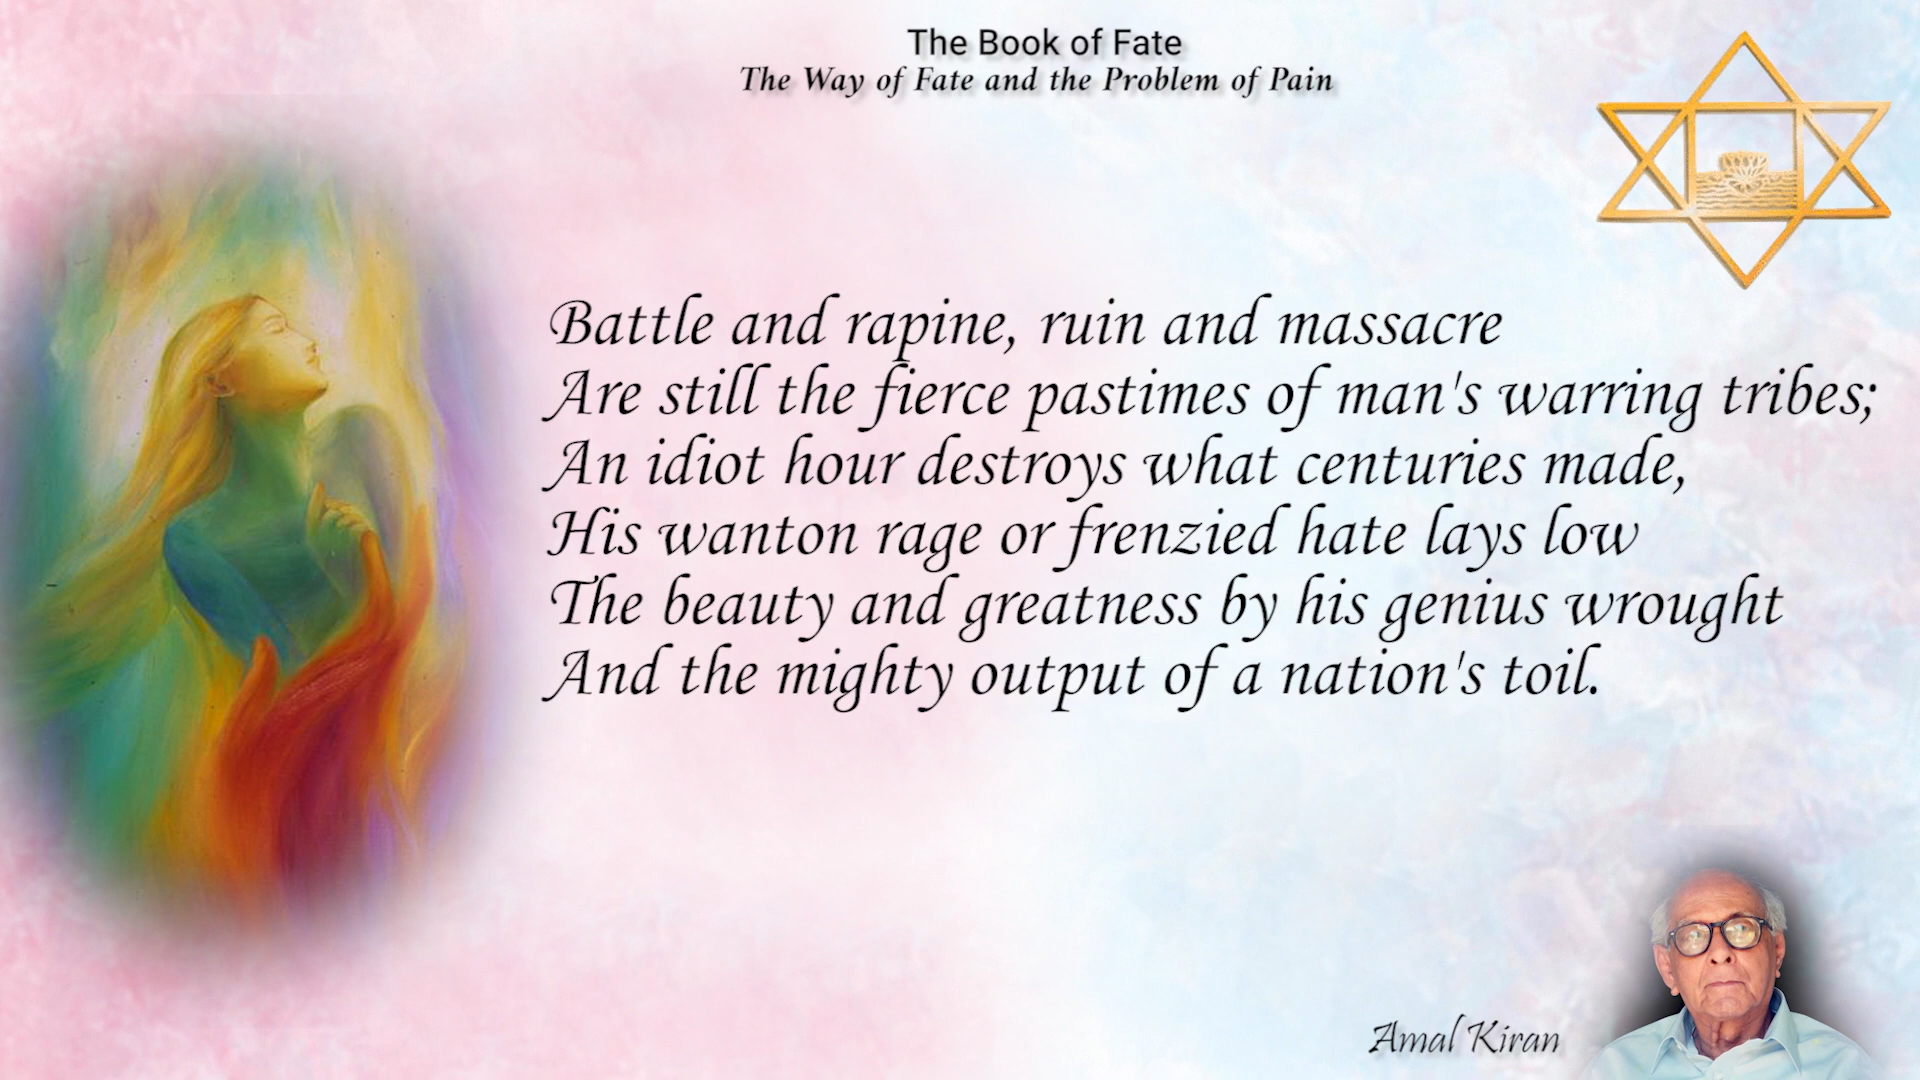 The Book of Fate
The Way of Fate and the Problem of Pain
Battle and rapine, ruin and massacre
Are still the fierce pastimes of man's warring tribes;
An idiot hour destroys what centuries made,
His wanton rage or frenzied hate lays low
The beauty and greatness by his genius wrought
And the mighty output of a nation's toil.
Amal Kiran